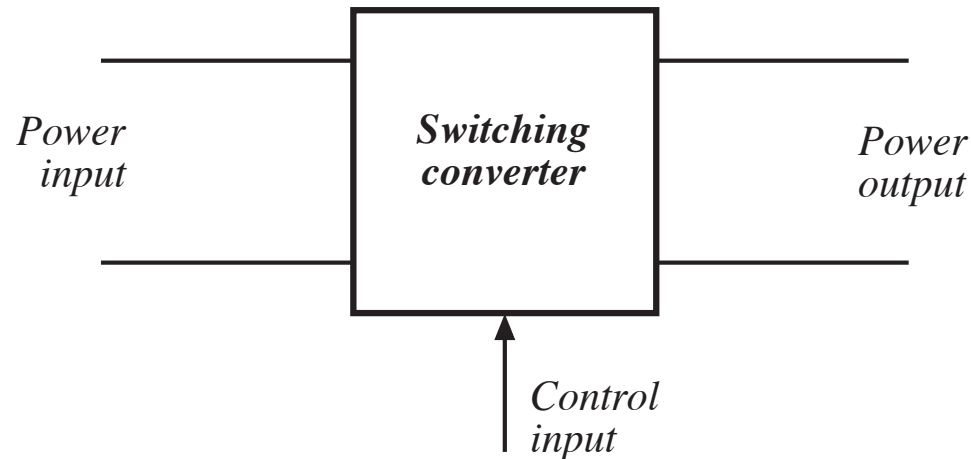 Power
input
Switching
converter
Power
output
Control
input